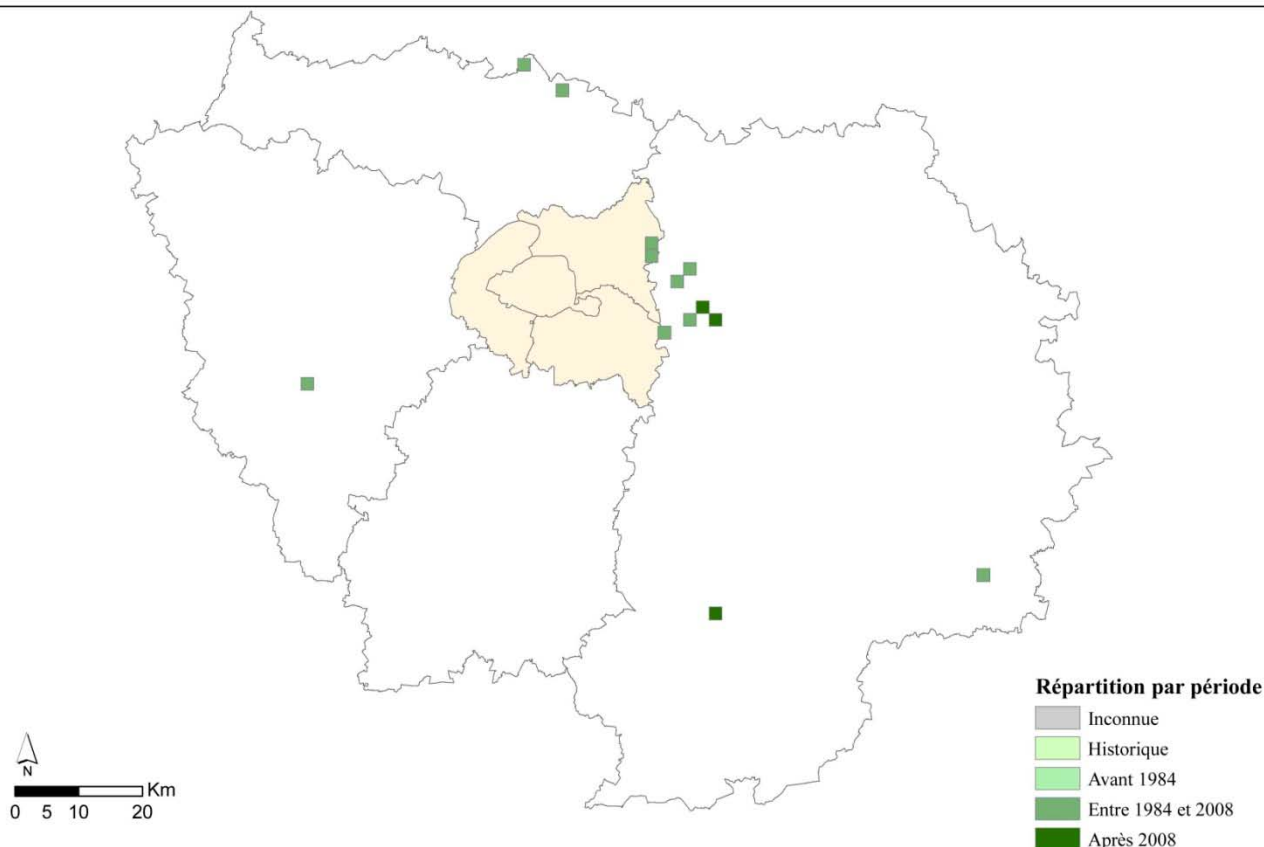 Répartition par période
Inconnue
Historique
Avant 1984
Entre 1984 et 2008
Après 2008
N
Km
0 5 10 20